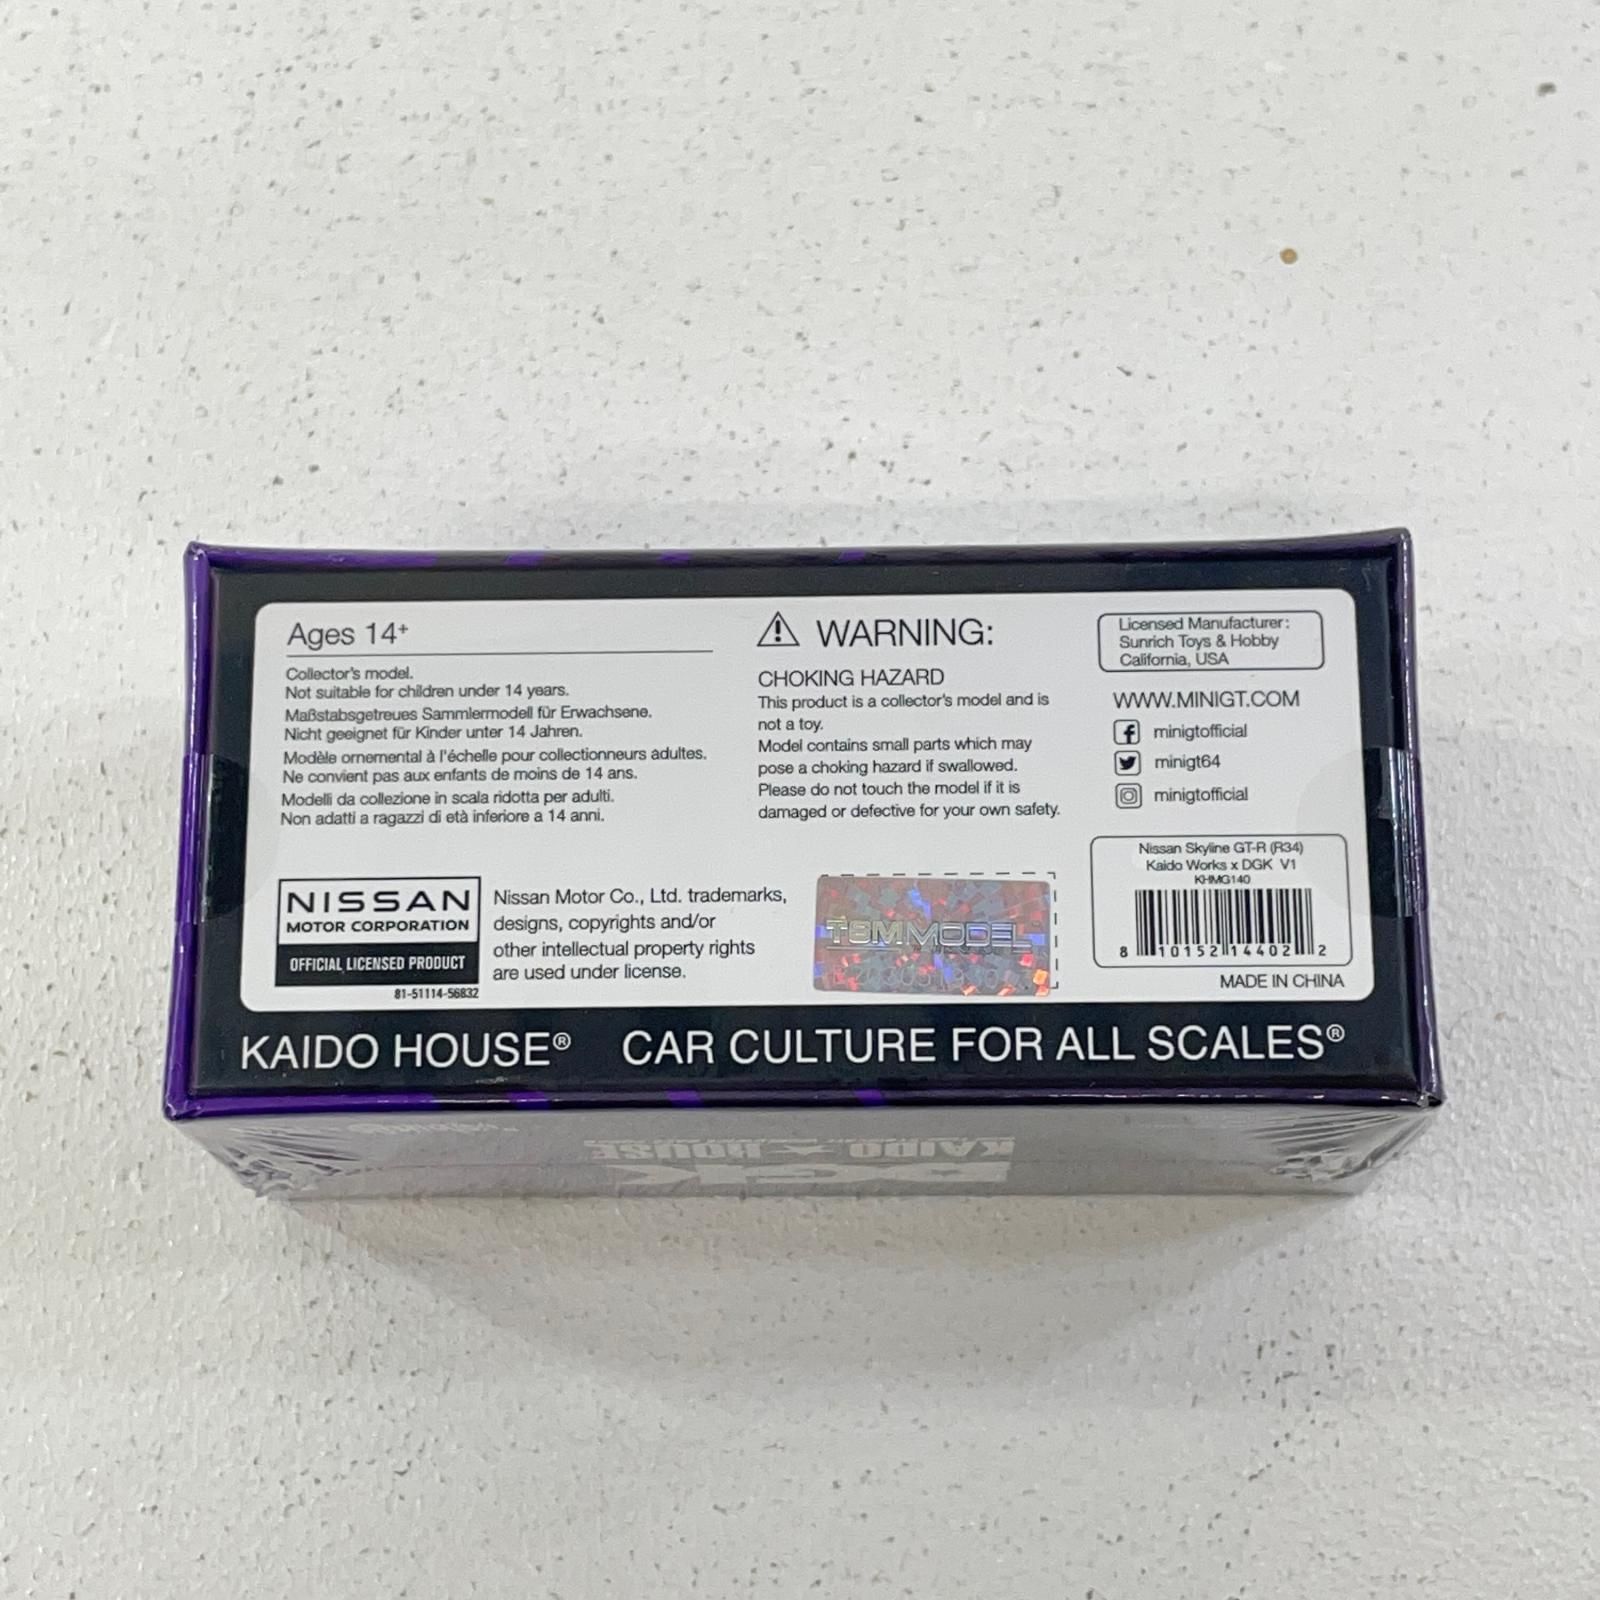 Ages 14+
Collector's model.
Not suitable for children under 14 years.
Maßstabsgetreues Sammlermodell für Erwachsene.
Nicht geeignet für Kinder unter 14 Jahren.
Modèle ornemental à l'échelle pour collectionneurs adultes.
Ne convient pas aux enfants de moins de 14 ans.
Modelli da collezione in scala ridotta per adulti.
Non adatti a ragazzi di età inferiore a 14 anni.
NISSAN
MOTOR CORPORATION
OFFICIAL LICENSED PRODUCT
81-51114-56832
Nissan Motor Co., Ltd. trademarks,
designs, copyrights and/or
other intellectual property rights
are used under license.
WARNING:
CHOKING HAZARD
This product is a collector's model and is
not a toy.
Model contains small parts which may
pose a choking hazard if swallowed.
Please do not touch the model if it is
damaged or defective for your own safety.
TSM MODEL
Licensed Manufacturer:
Sunrich Toys & Hobby
California, USA
WWW.MINIGT.COM
minigtofficial
minigt64
minigtofficial
Nissan Skyline GT-R (R34)
Kaido Works x DGK V1
KHMG140
8 10152 14402 2
MADE IN CHINA
KAIDO HOUSE® CAR CULTURE FOR ALL SCALES®
KAIDO ★ HOUSE